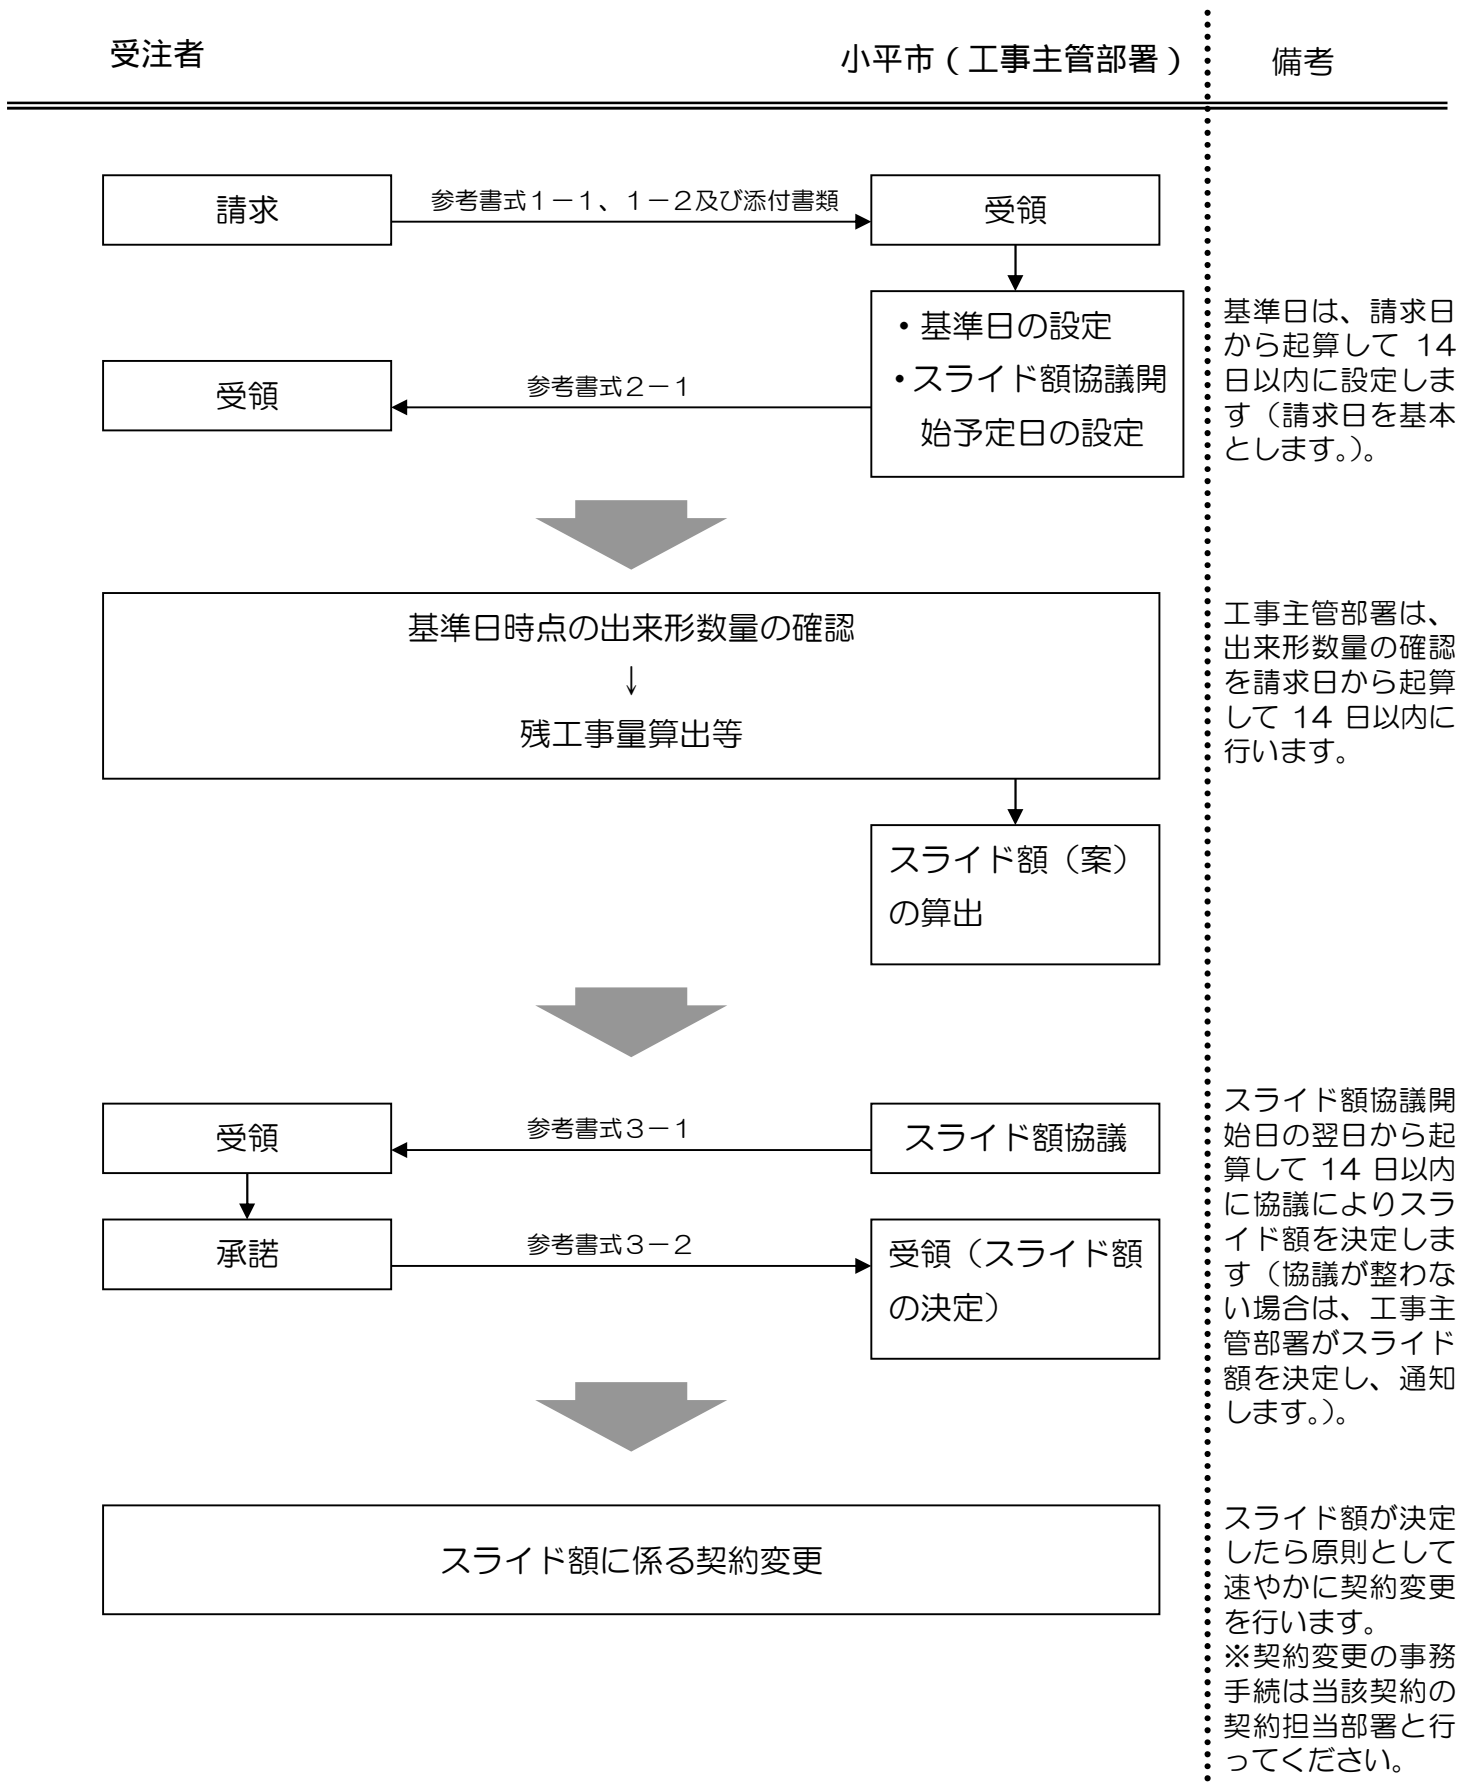 受注者
小平市（工事主管部署）
備考
請求
参考書式１－１、１－２及び添付書類
受領
・基準日の設定
・スライド額協議開
始予定日の設定
参考書式２－１
受領
基準日は、請求日
から起算して 14
日以内に設定しま
す（請求日を基本
とします。）。
基準日時点の出来形数量の確認
↓
残工事量算出等
工事主管部署は、
出来形数量の確認
を請求日から起算
して 14 日以内に
行います。
スライド額（案）
の算出
受領
参考書式３－１
スライド額協議
承諾
参考書式３－２
受領（スライド額
の決定）
スライド額協議開
始日の翌日から起
算して 14 日以内
に協議によりスラ
イド額を決定しま
す（協議が整わな
い場合は、工事主
管部署がスライド
額を決定し、通知
します。）。
スライド額に係る契約変更
スライド額が決定
したら原則として
速やかに契約変更
を行います。
※契約変更の事務
手続は当該契約の
契約担当部署と行
ってください。